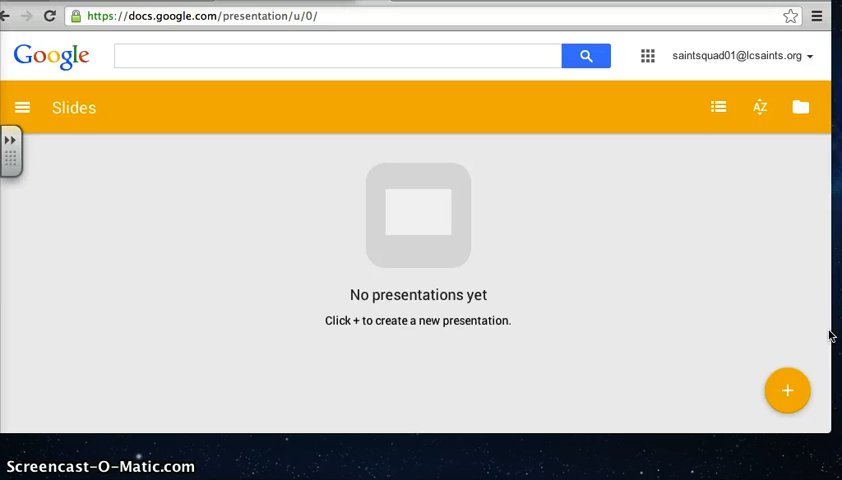 https://docs.google.com/presentation/u/0/
Google
saintsquad01@lcsaints.org
Slides
AZ
No presentations yet
Click + to create a new presentation.
+
Screencast-O-Matic.com